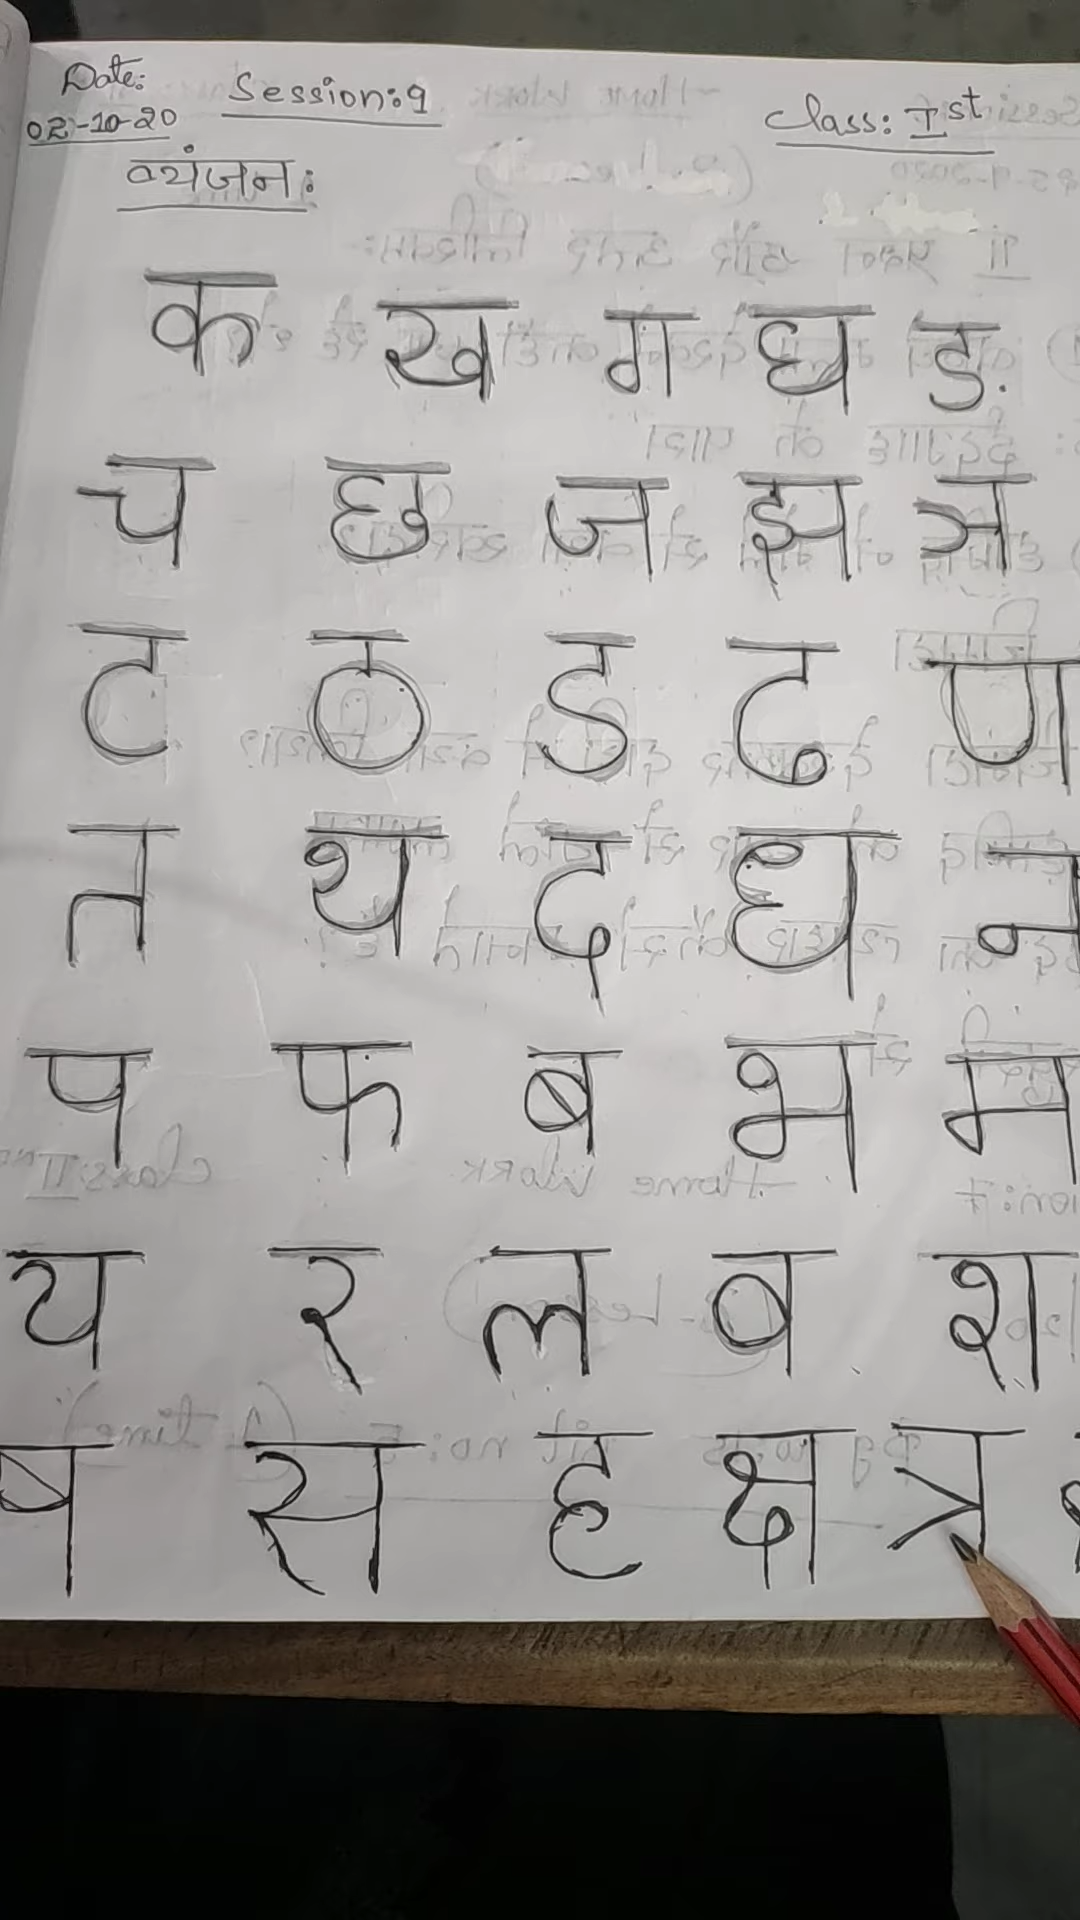 Date: Session:9 Class: Ist
02-10-20
व्यंजन:
क ख ग घ ङ
च छ ज झ ञ
ट ठ ड ढ ण
त थ द ध न
प फ ब भ म
य र ल व श
ष स ह क्ष त्र